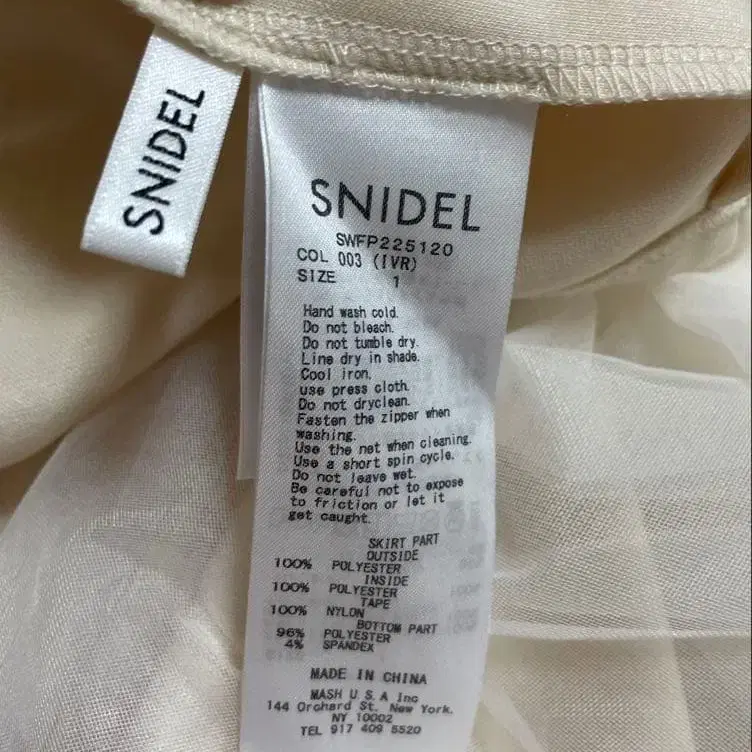 SNIDEL
SNIDEL
SWFP225120
COL 003 (IVR)
SIZE 1
Hand wash cold.
Do not bleach.
Do not tumble dry.
Line dry in shade.
Cool iron.
use press cloth.
Do not dryclean.
Fasten the zipper when
washing.
Use the net when cleaning.
Use a short spin cycle.
Do not leave wet.
Be careful not to expose
to friction or let it
get caught.
SKIRT PART
OUTSIDE
100% POLYESTER
INSIDE
100% POLYESTER
TAPE
100% NYLON
BOTTOM PART
96% POLYESTER
4% SPANDEX
MADE IN CHINA
MASH U.S.A Inc
144 Orchard St. New York.
NY 10002
TEL 917 409 5520